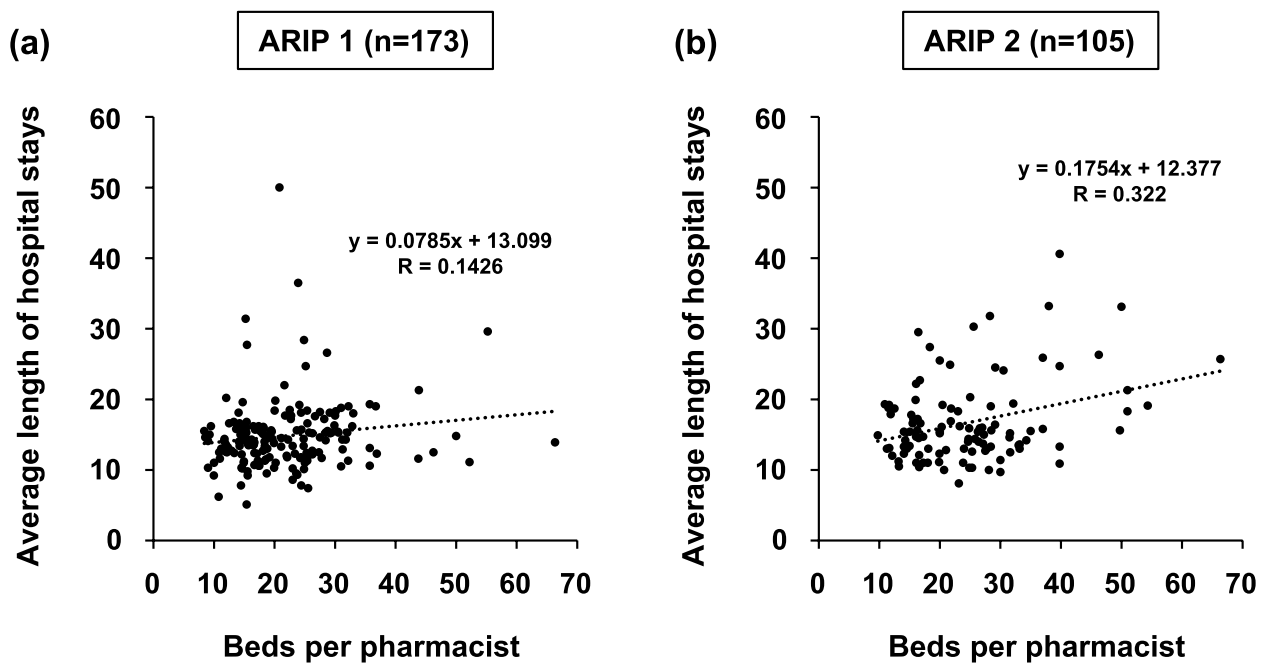 (a)
ARIP 1 (n=173)
Average length of hospital stays
60
50
40
30
20
10
0
y = 0.0785x + 13.099
R = 0.1426
0 10 20 30 40 50 60 70
Beds per pharmacist
(b)
ARIP 2 (n=105)
Average length of hospital stays
60
50
40
30
20
10
0
y = 0.1754x + 12.377
R = 0.322
0 10 20 30 40 50 60 70
Beds per pharmacist